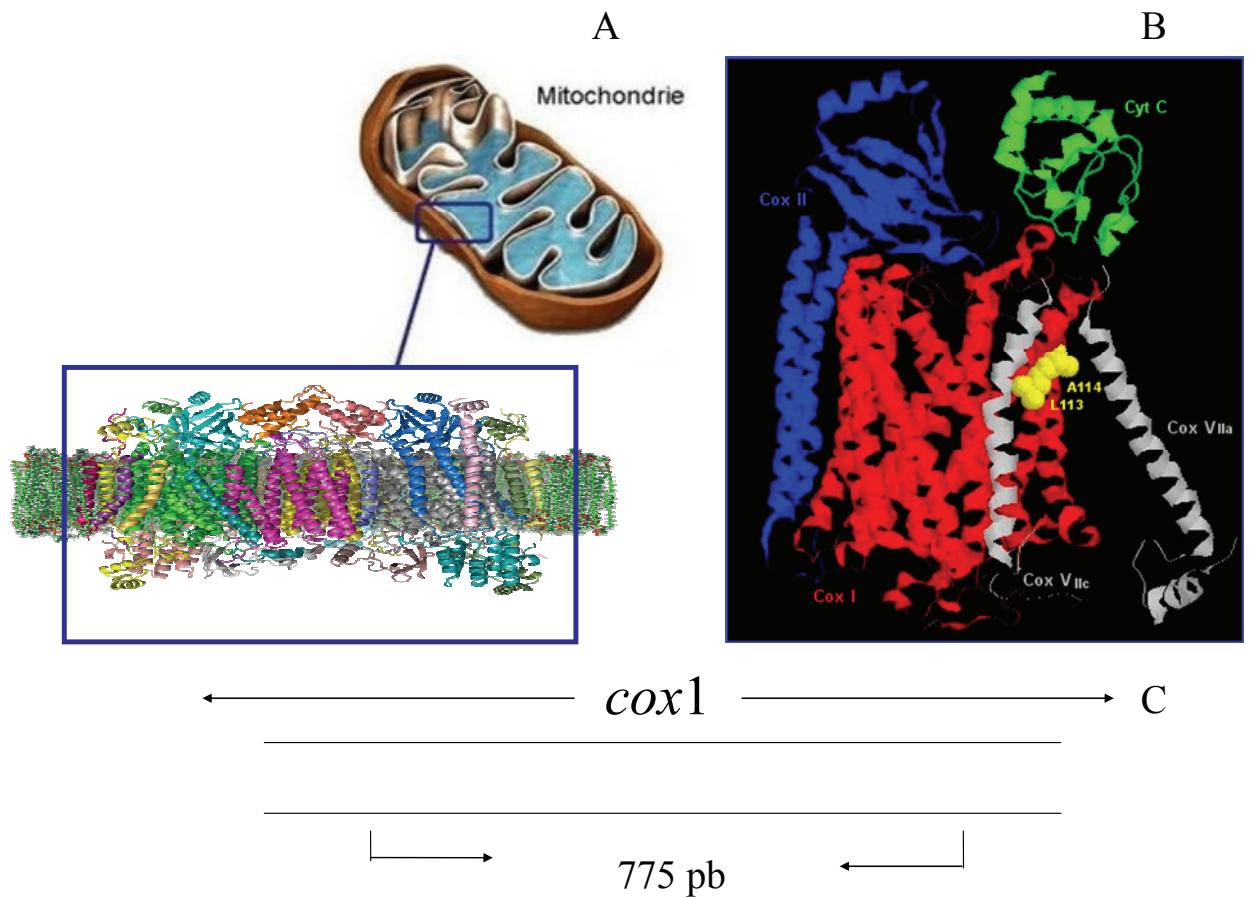 A
B
Mitochondrie
Cyt C
Cox II
A114
L113
Cox VIIa
Cox VIIc
Cox I
cox1
C
775 pb